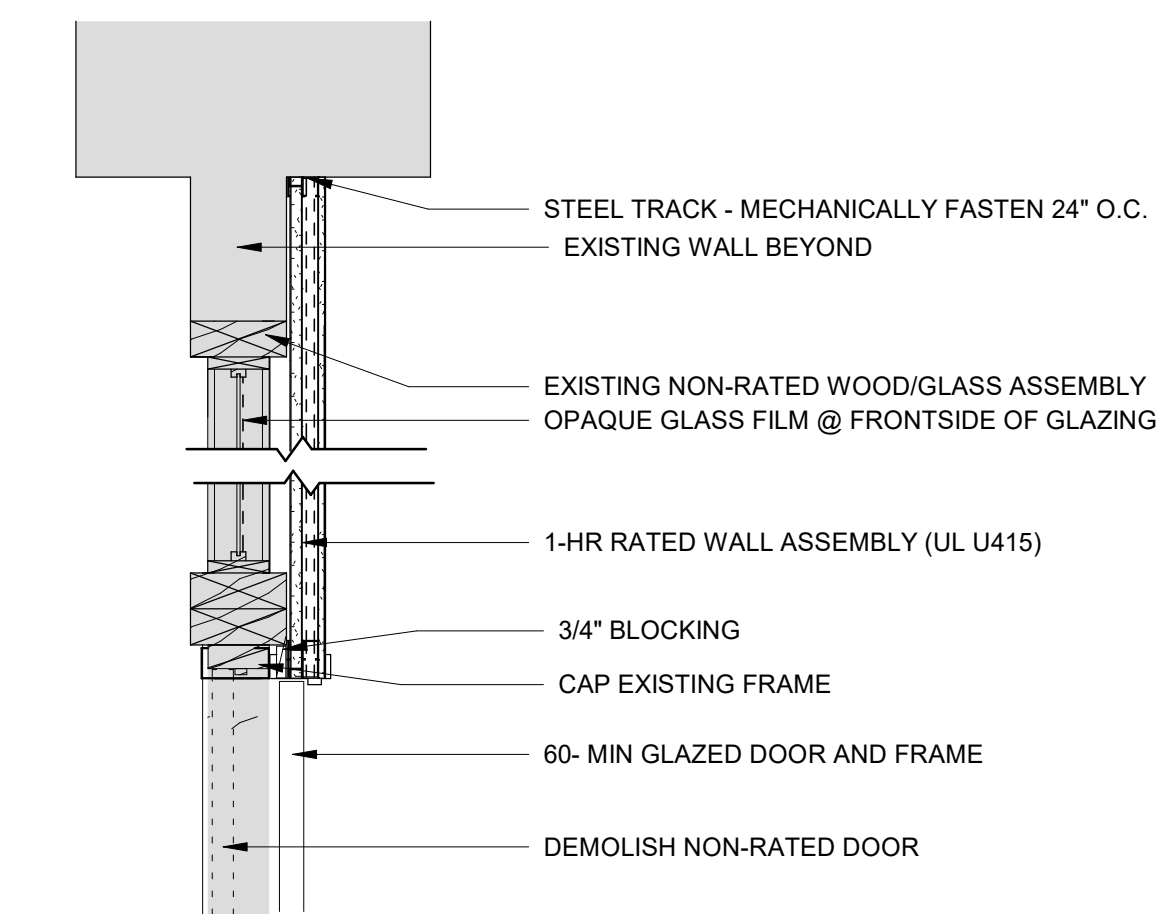 STEEL TRACK - MECHANICALLY FASTEN 24" O.C.
EXISTING WALL BEYOND
EXISTING NON-RATED WOOD/GLASS ASSEMBLY
OPAQUE GLASS FILM @ FRONTSIDE OF GLAZING
1-HR RATED WALL ASSEMBLY (UL U415)
3/4" BLOCKING
CAP EXISTING FRAME
60- MIN GLAZED DOOR AND FRAME
DEMOLISH NON-RATED DOOR